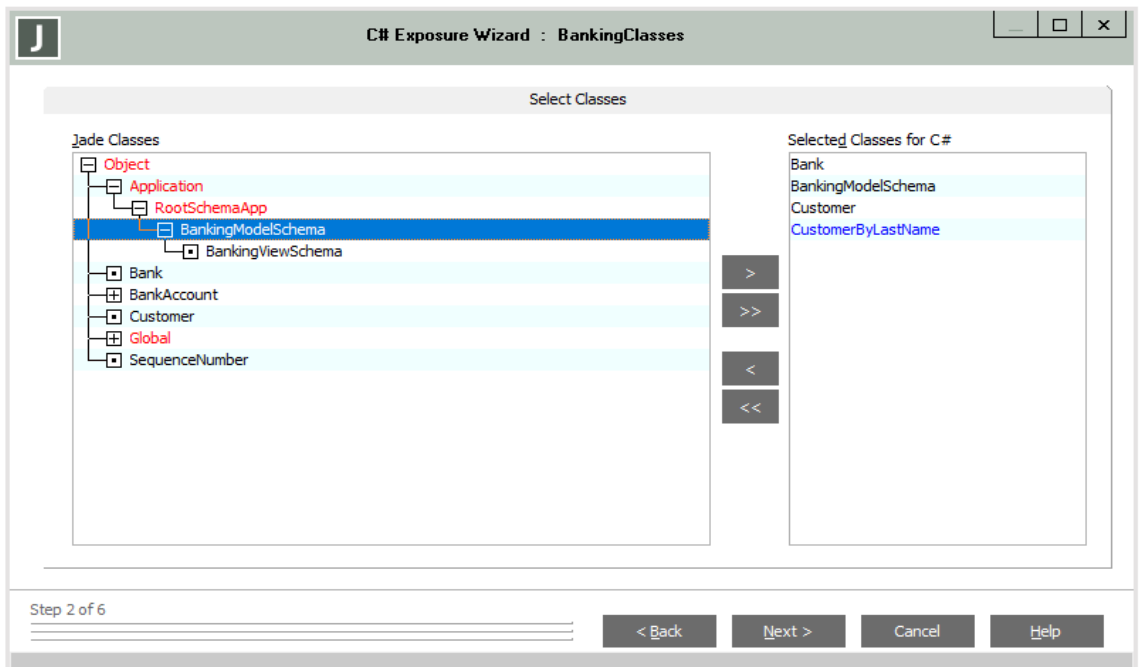 J
C# Exposure Wizard : BankingClasses
Select Classes
Jade Classes
Object
Application
RootSchemaApp
BankingModelSchema
BankingViewSchema
Bank
BankAccount
Customer
Global
SequenceNumber
>
>>
<
<<
Selected Classes for C#
Bank
BankingModelSchema
Customer
CustomerByLastName
Step 2 of 6
< Back
Next >
Cancel
Help